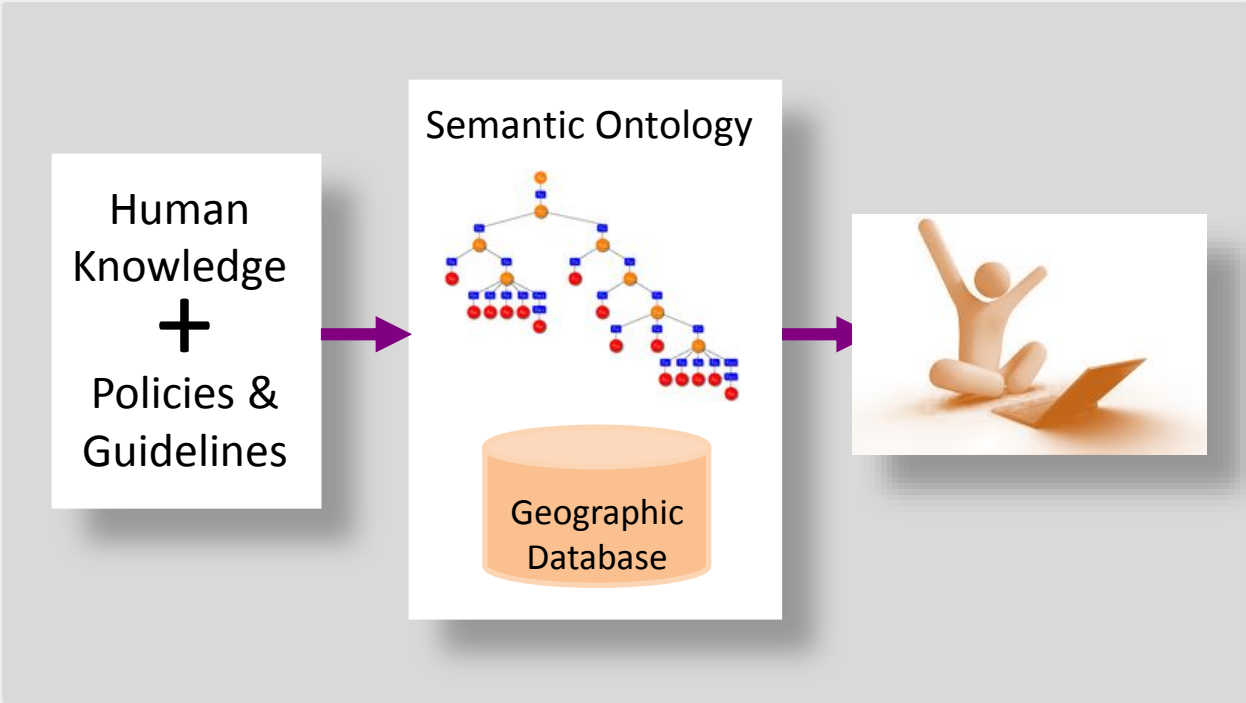 Human
Knowledge
+
Policies &
Guidelines
Semantic Ontology
Geographic
Database